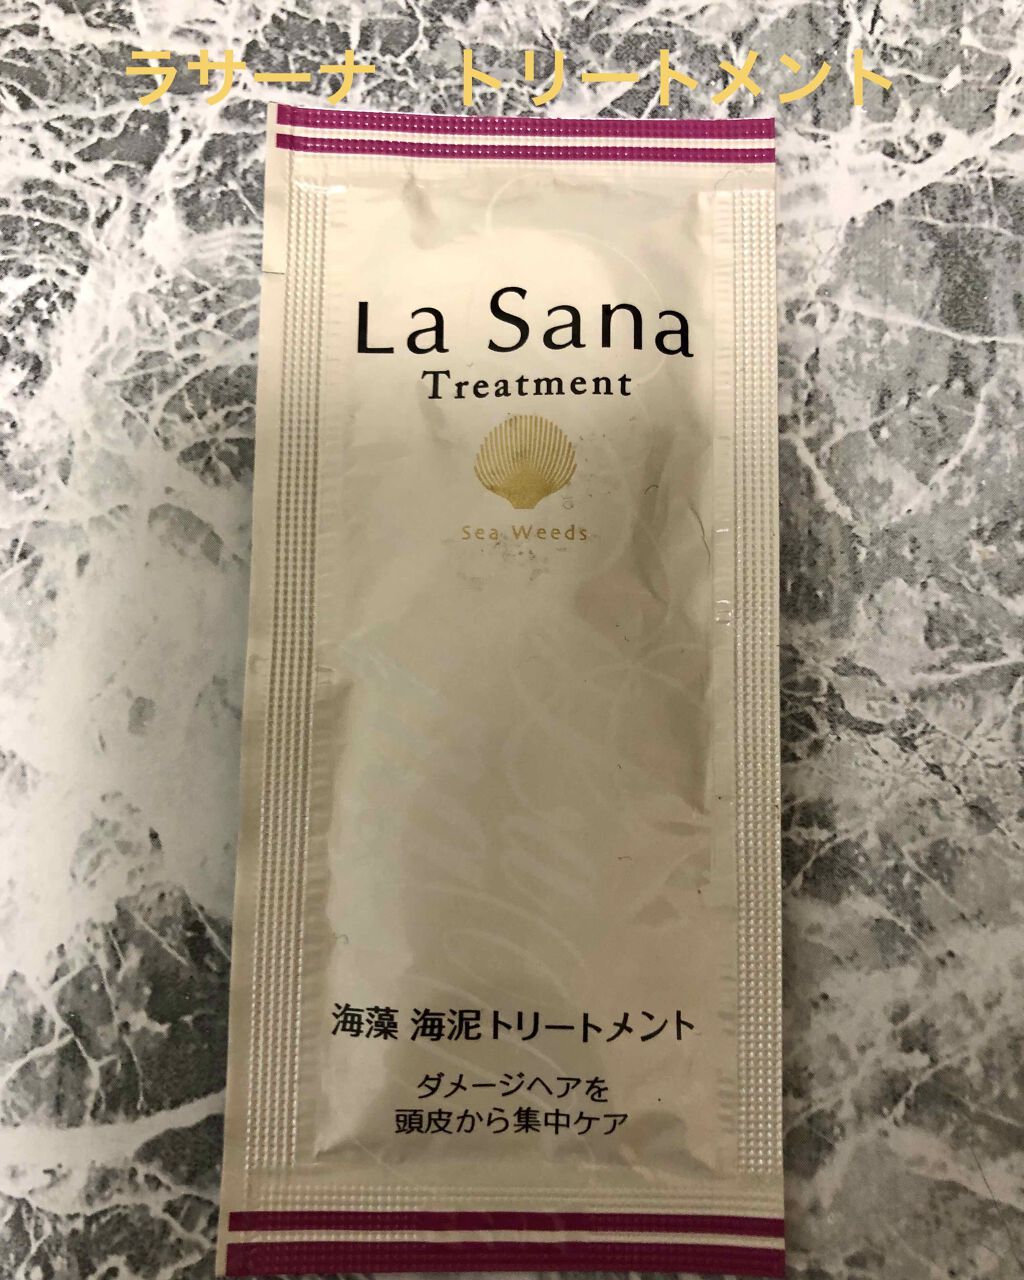 ラサーナ　トリートメント
La Sana
Treatment
Sea Weeds
海藻 海泥トリートメント
ダメージヘアを
頭皮から集中ケア